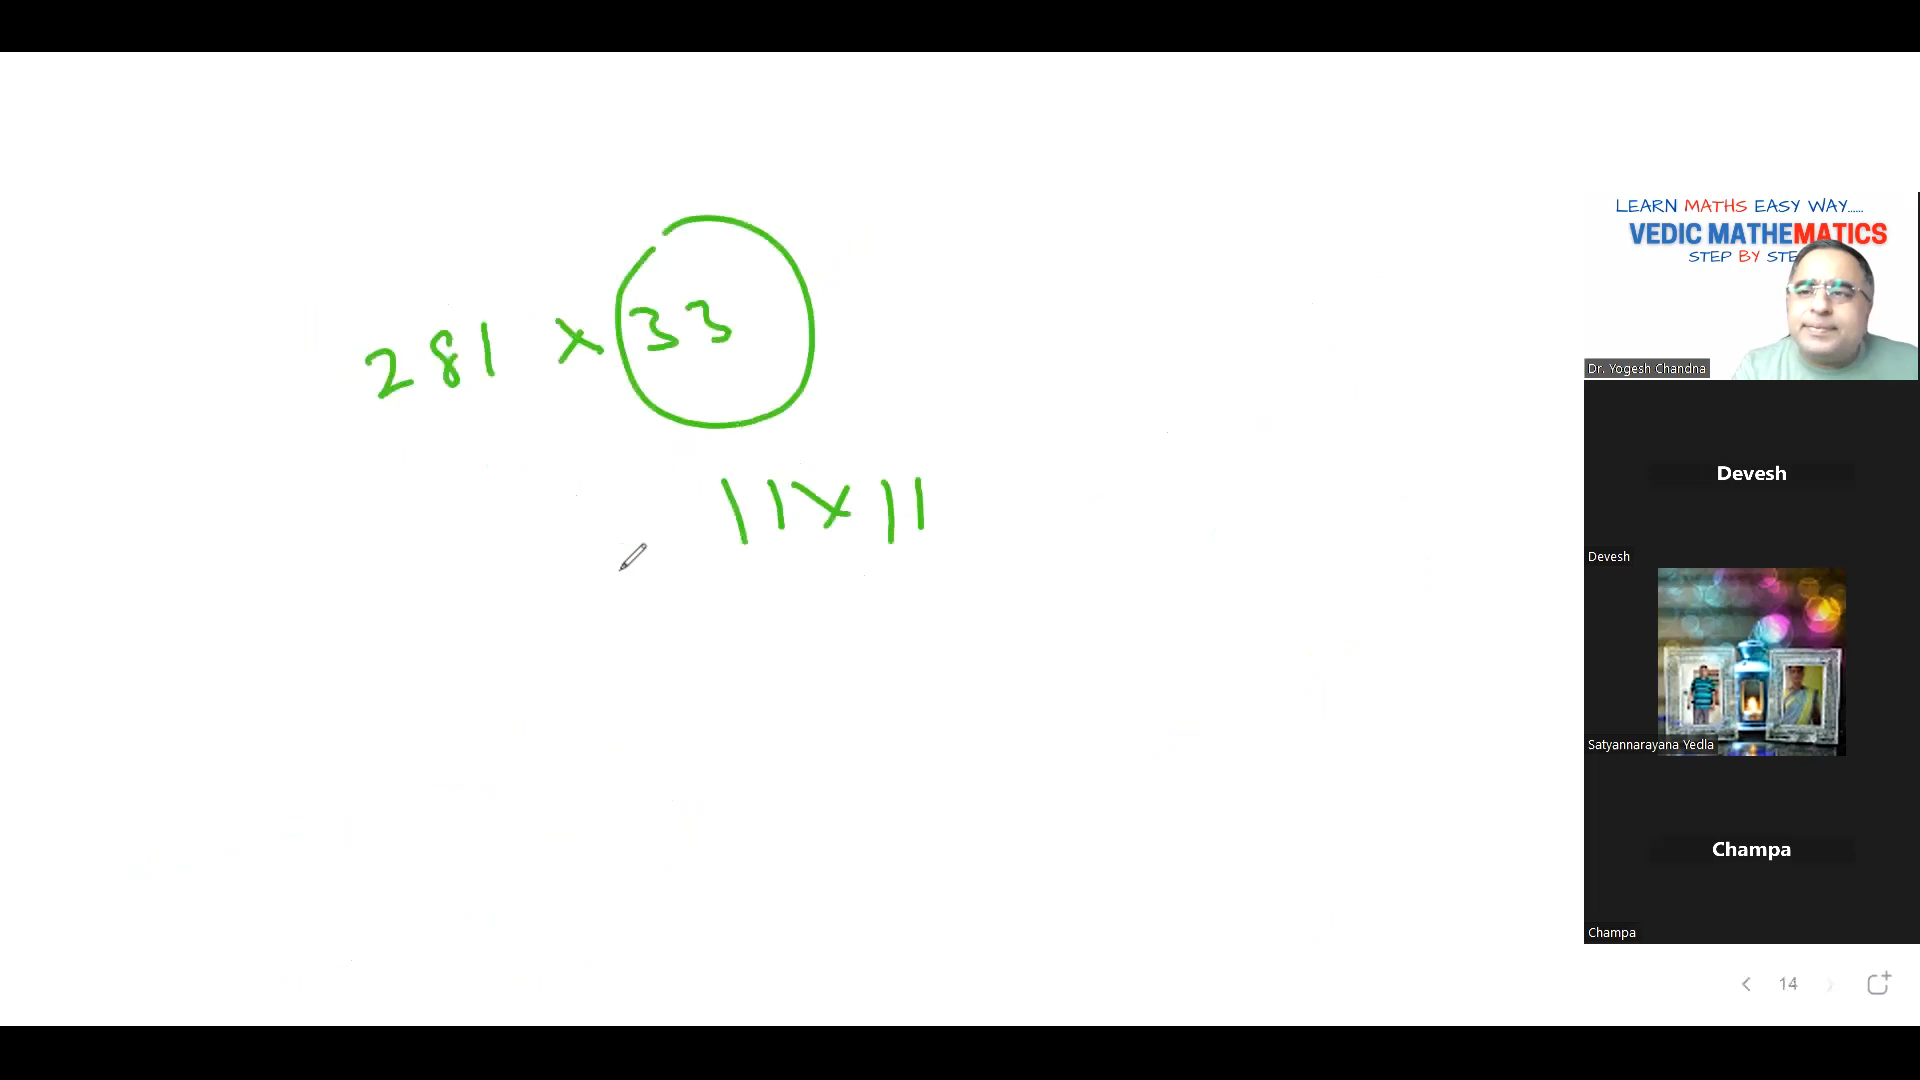 281 × 33
11×11
LEARN MATHS EASY WAY......
VEDIC MATHEMATICS
STEP BY STE
Dr. Yogesh Chandna
Devesh
Devesh
Satyannarayana Yedla
Champa
Champa
14